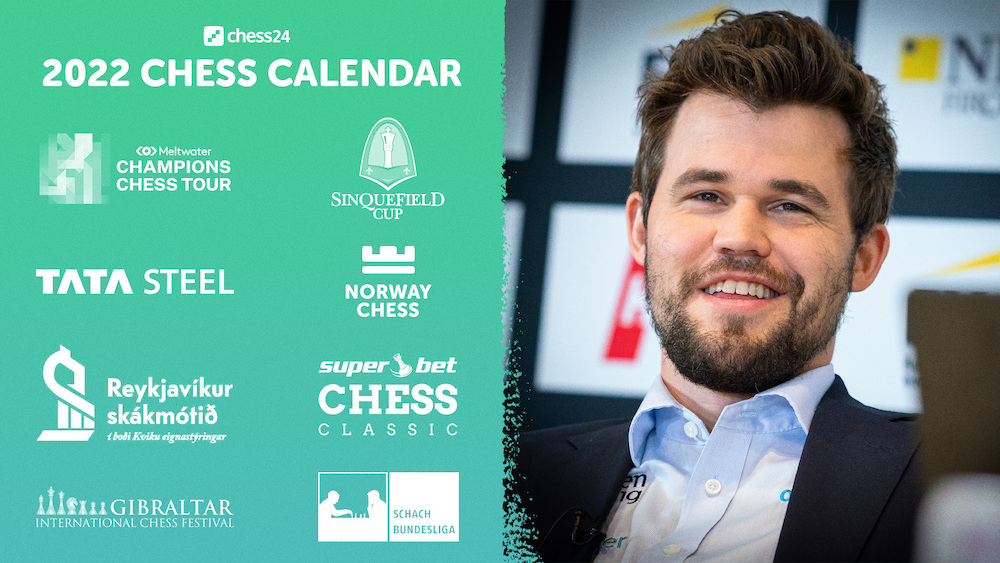 chess24
2022 CHESS CALENDAR
Meltwater
CHAMPIONS
CHESS TOUR
SINQUEFIELD
CUP
TATA STEEL
NORWAY
CHESS
Reykjavíkur
skákmótið
í boði Kviku eignastýringar
superbet
CHESS
CLASSIC
GIBRALTAR
INTERNATIONAL CHESS FESTIVAL
SCHACH
BUNDESLIGA